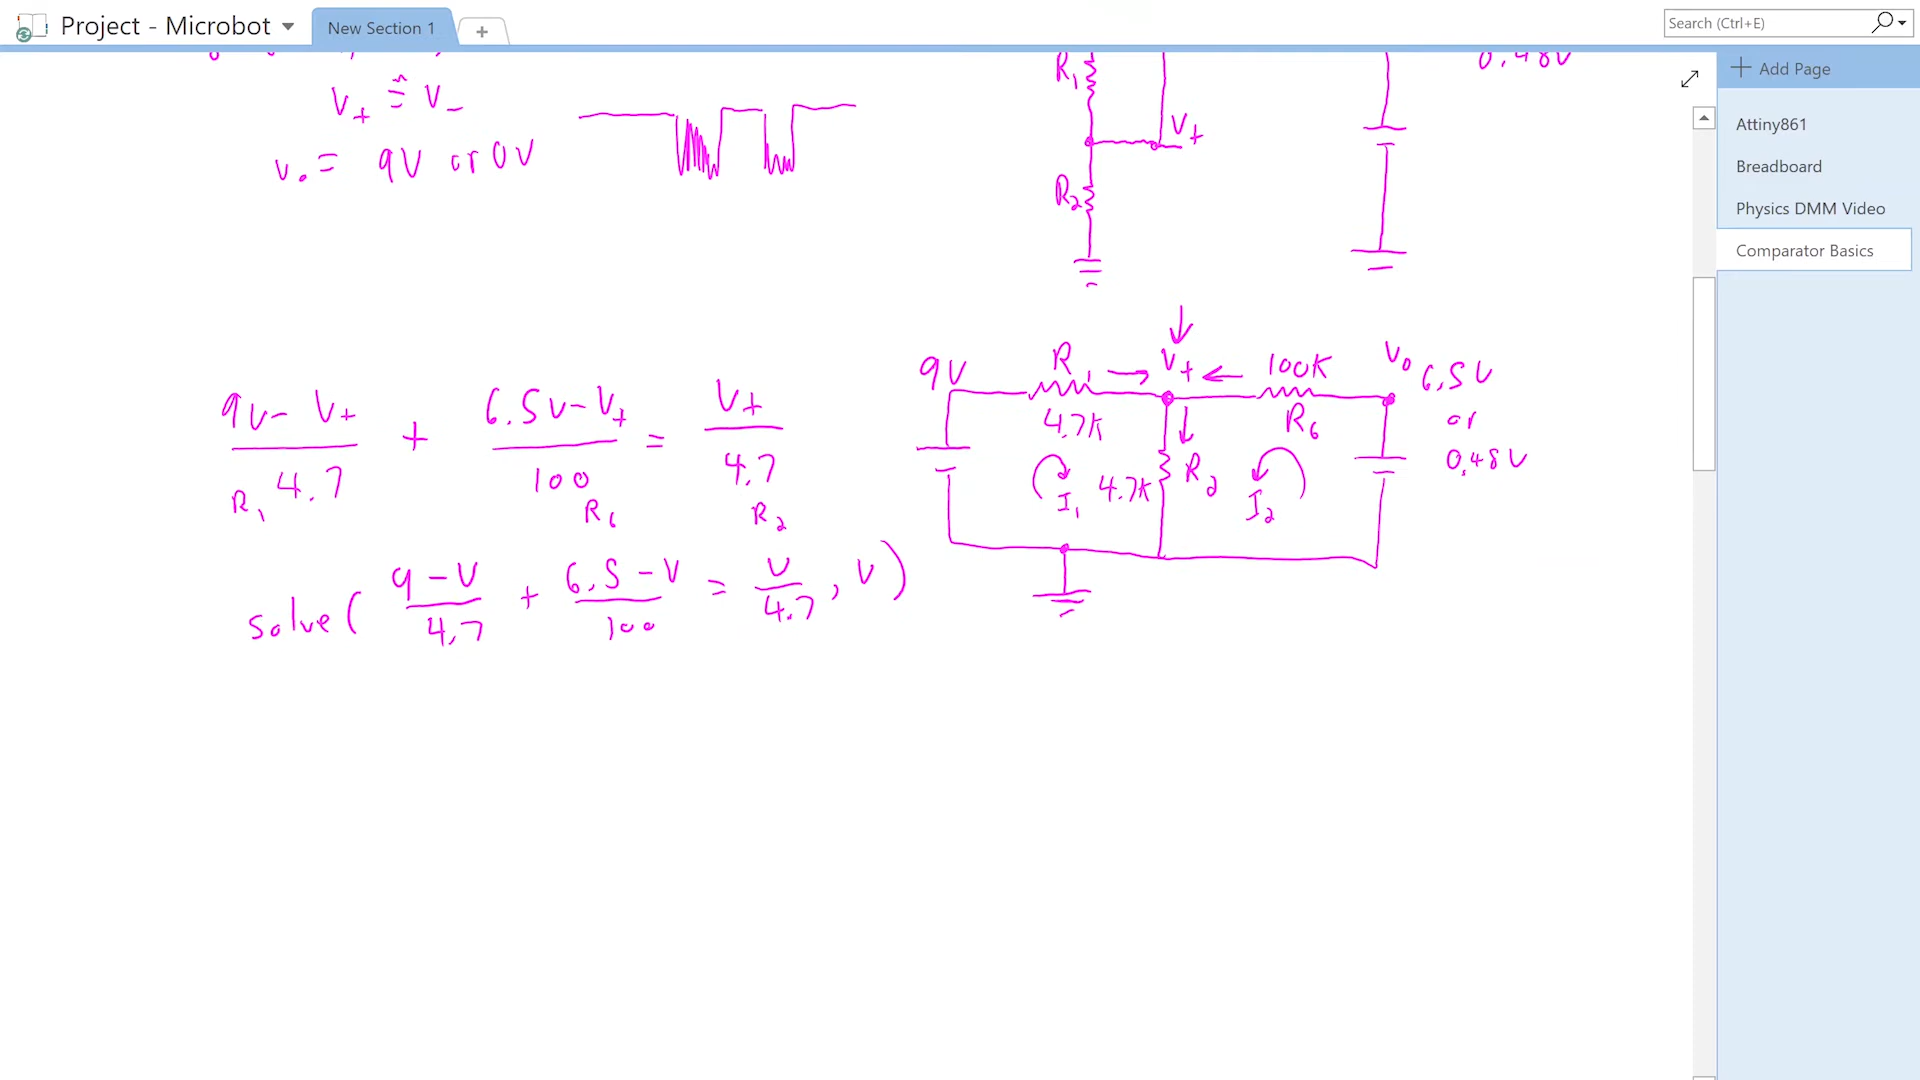 Project - Microbot
New Section 1
+
Search (Ctrl+E)
Add Page
Attiny861
Breadboard
Physics DMM Video
Comparator Basics
V+ ≅ V-
Vo = 9V or 0V
R1
V+
R2
0.48V
9V R1 → V+ ← 100K Vo 6.5V
4.7K R6 or
I1 4.7K R2 I2 0.48V
9V - V+ / 4.7 + 6.5V - V+ / 100 = V+ / 4.7
R1 R6 R2
solve( 9 - V / 4.7 + 6.5 - V / 100 = V / 4.7 , V )